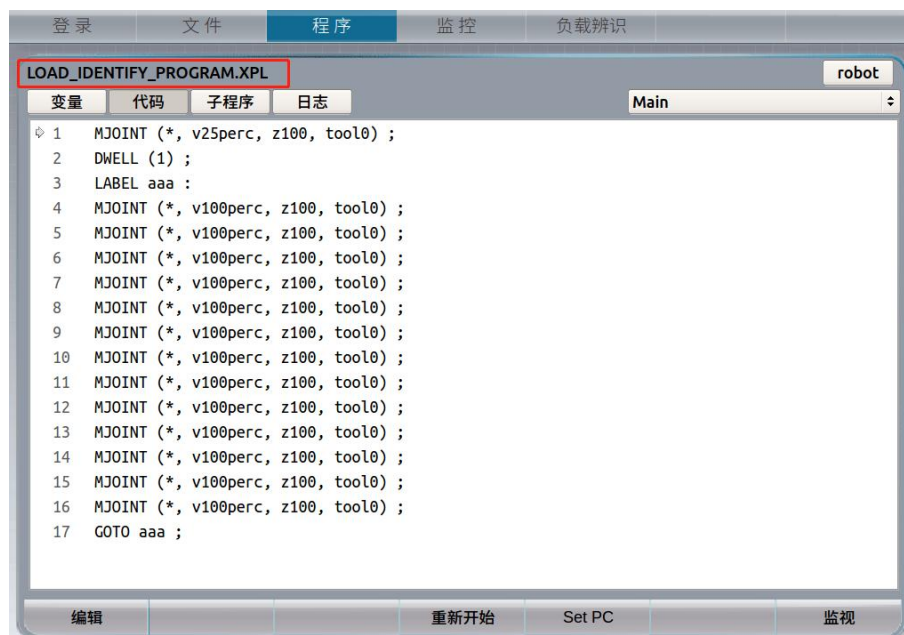 登录 文件 程序 监控 负载辨识
LOAD_IDENTIFY_PROGRAM.XPL robot
变量 代码 子程序 日志 Main
1 MJOINT (*, v25perc, z100, tool0) ;
2 DWELL (1) ;
3 LABEL aaa :
4 MJOINT (*, v100perc, z100, tool0) ;
5 MJOINT (*, v100perc, z100, tool0) ;
6 MJOINT (*, v100perc, z100, tool0) ;
7 MJOINT (*, v100perc, z100, tool0) ;
8 MJOINT (*, v100perc, z100, tool0) ;
9 MJOINT (*, v100perc, z100, tool0) ;
10 MJOINT (*, v100perc, z100, tool0) ;
11 MJOINT (*, v100perc, z100, tool0) ;
12 MJOINT (*, v100perc, z100, tool0) ;
13 MJOINT (*, v100perc, z100, tool0) ;
14 MJOINT (*, v100perc, z100, tool0) ;
15 MJOINT (*, v100perc, z100, tool0) ;
16 MJOINT (*, v100perc, z100, tool0) ;
17 GOTO aaa ;
编辑 重新开始 Set PC 监视